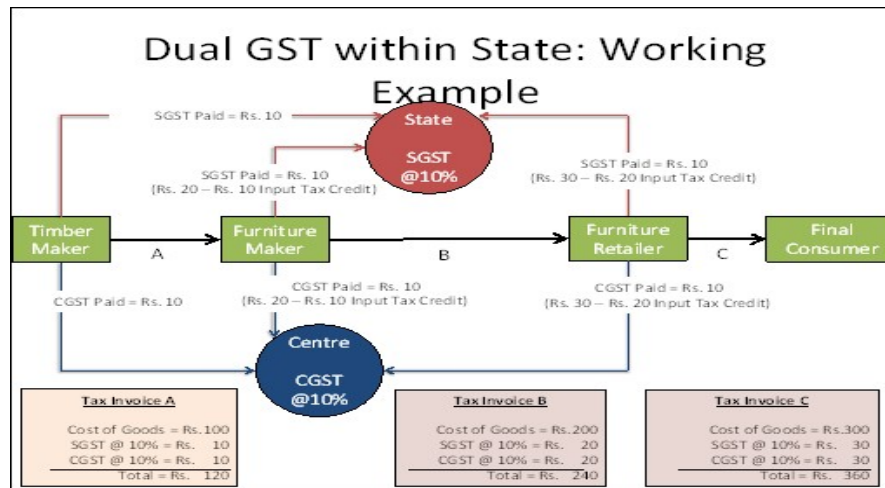 Dual GST within State: Working
Example
SGST Paid = Rs. 10
State
SGST
@10%
SGST Paid = Rs. 10
(Rs. 20 – Rs. 10 Input Tax Credit)
SGST Paid = Rs. 10
(Rs. 30 – Rs. 20 Input Tax Credit)
Timber
Maker
A
Furniture
Maker
B
Furniture
Retailer
C
Final
Consumer
CGST Paid = Rs. 10
CGST Paid = Rs. 10
(Rs. 20 – Rs. 10 Input Tax Credit)
CGST Paid = Rs. 10
(Rs. 30 – Rs. 20 Input Tax Credit)
Centre
CGST
@10%
Tax Invoice A
Cost of Goods = Rs.100
SGST @ 10% = Rs. 10
CGST @ 10% = Rs. 10
Total = Rs. 120
Tax Invoice B
Cost of Goods = Rs.200
SGST @ 10% = Rs. 20
CGST @ 10% = Rs. 20
Total = Rs. 240
Tax Invoice C
Cost of Goods = Rs.300
SGST @ 10% = Rs. 30
CGST @ 10% = Rs. 30
Total = Rs. 360